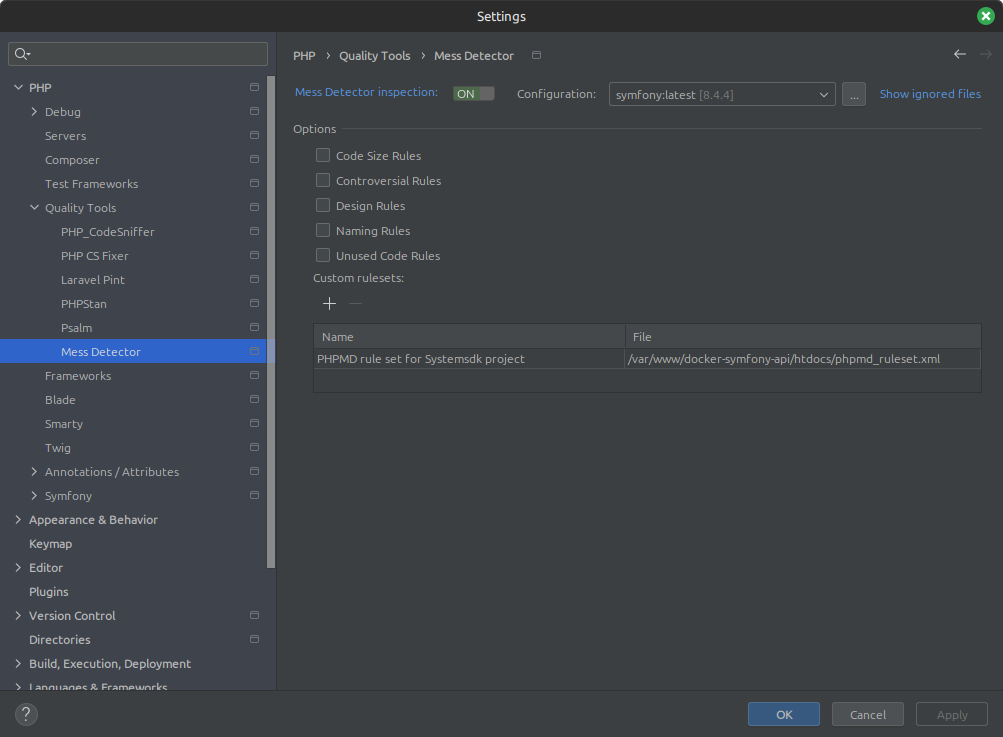 Settings
PHP
Debug
Servers
Composer
Test Frameworks
Quality Tools
PHP_CodeSniffer
PHP CS Fixer
Laravel Pint
PHPStan
Psalm
Mess Detector
Frameworks
Blade
Smarty
Twig
Annotations / Attributes
Symfony
Appearance & Behavior
Keymap
Editor
Plugins
Version Control
Directories
Build, Execution, Deployment
Languages & Frameworks
PHP › Quality Tools › Mess Detector
Mess Detector inspection: ON Configuration: symfony:latest [8.4.4] ... Show ignored files
Options
Code Size Rules
Controversial Rules
Design Rules
Naming Rules
Unused Code Rules
Custom rulesets:
Name File
PHPMD rule set for Systemsdk project /var/www/docker-symfony-api/htdocs/phpmd_ruleset.xml
? OK Cancel Apply